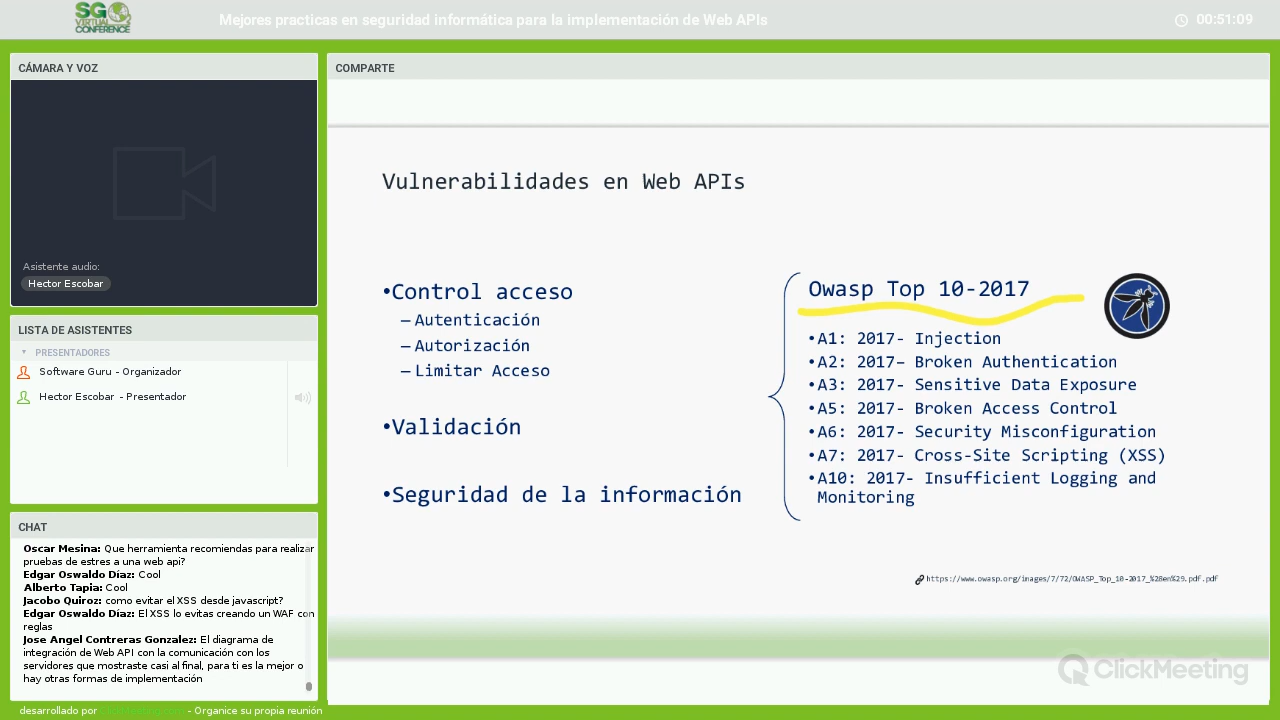 SG VIRTUAL CONFERENCE
Mejores practicas en seguridad informática para la implementación de Web APIs
00:51:09
CÁMARA Y VOZ
Asistente audio:
Hector Escobar
LISTA DE ASISTENTES
PRESENTADORES
Software Guru - Organizador
Hector Escobar - Presentador
CHAT
Oscar Mesina: Que herramienta recomiendas para realizar
pruebas de estres a una web api?
Edgar Oswaldo Díaz: Cool
Alberto Tapia: Cool
Jacobo Quiroz: como evitar el XSS desde javascript?
Edgar Oswaldo Díaz: El XSS lo evitas creando un WAF con
reglas
Jose Angel Contreras Gonzalez: El diagrama de
integración de Web API con la comunicación con los
servidores que mostraste casi al final, para ti es la mejor o
hay otras formas de implementación
desarrollado por - Organice su propia reunión
COMPARTE
Vulnerabilidades en Web APIs
•Control acceso
–Autenticación
–Autorización
–Limitar Acceso
•Validación
•Seguridad de la información
Owasp Top 10-2017
•A1: 2017- Injection
•A2: 2017– Broken Authentication
•A3: 2017- Sensitive Data Exposure
•A5: 2017- Broken Access Control
•A6: 2017- Security Misconfiguration
•A7: 2017- Cross-Site Scripting (XSS)
•A10: 2017- Insufficient Logging and
Monitoring
https://www.owasp.org/images/7/72/OWASP_Top_10-2017_%28en%29.pdf.pdf
ClickMeeting